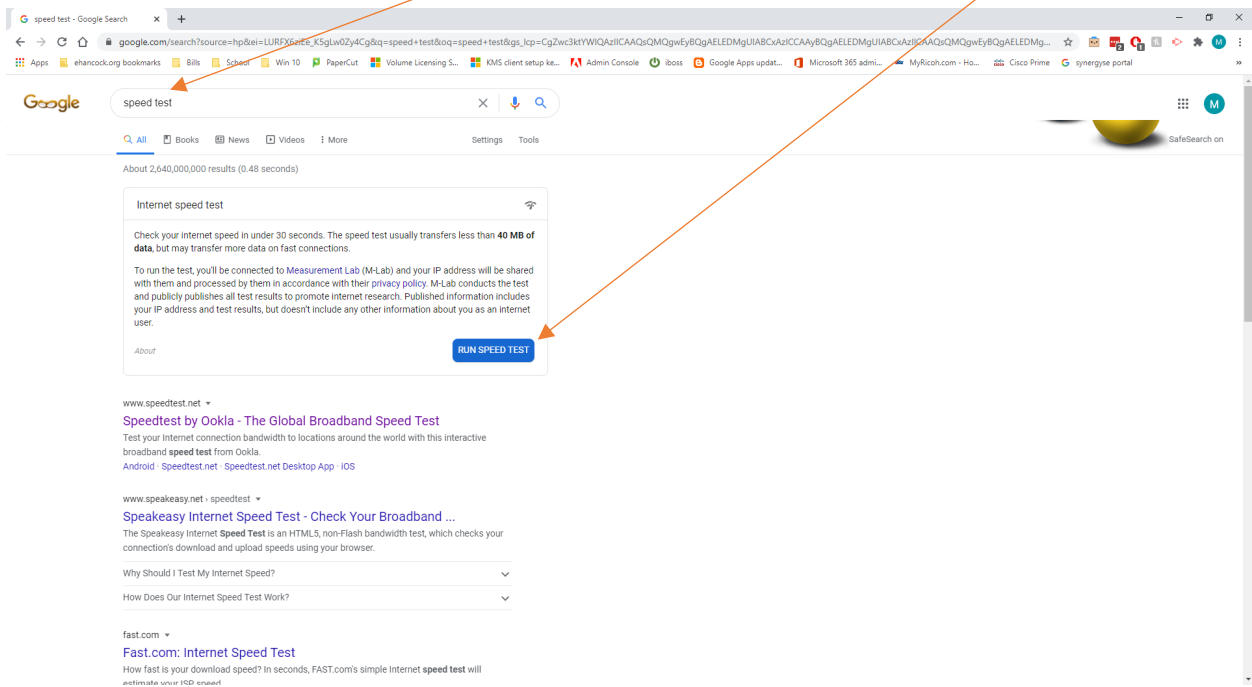 speed test - Google Search
google.com/search?source=hp&ei=LURFX6ziEe_K5gLw0Zy4Cg&q=speed+test&oq=speed+test&gs_lcp=
Apps ehancock.org bookmarks Bills School Win 10 PaperCut Volume Licensing S... KMS client setup ke... Admin Console iboss Google Apps updat... Microsoft 365 admi... MyRicoh.com - Ho... Cisco Prime synergyse portal
Google
speed test
M
All Books News Videos More Settings Tools
SafeSearch on
About 2,640,000,000 results (0.48 seconds)
Internet speed test
Check your internet speed in under 30 seconds. The speed test usually transfers less than 40 MB of
data, but may transfer more data on fast connections.
To run the test, you'll be connected to Measurement Lab (M-Lab) and your IP address will be shared
with them and processed by them in accordance with their privacy policy. M-Lab conducts the test
and publicly publishes all test results to promote internet research. Published information includes
your IP address and test results, but doesn't include any other information about you as an internet
user.
About
RUN SPEED TEST
www.speedtest.net
Speedtest by Ookla - The Global Broadband Speed Test
Test your Internet connection bandwidth to locations around the world with this interactive
broadband speed test from Ookla.
Android · Speedtest.net · Speedtest.net Desktop App · iOS
www.speakeasy.net › speedtest
Speakeasy Internet Speed Test - Check Your Broadband ...
The Speakeasy Internet Speed Test is an HTML5, non-Flash bandwidth test, which checks your
connection's download and upload speeds using your browser.
Why Should I Test My Internet Speed?
How Does Our Internet Speed Test Work?
fast.com
Fast.com: Internet Speed Test
How fast is your download speed? In seconds, FAST.com's simple Internet speed test will
estimate your ISP speed.